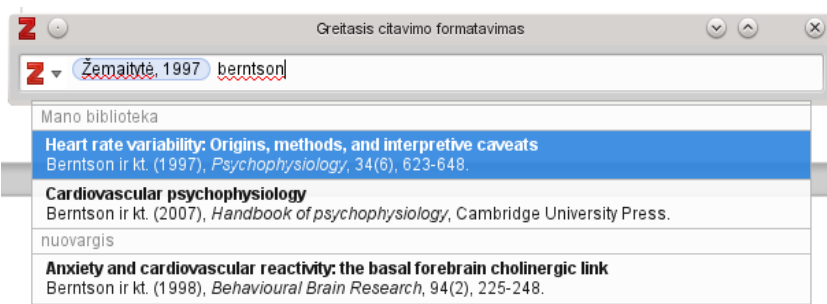 Z Greitasis citavimo formatavimas
Z Žemaitytė, 1997 berntson
Mano biblioteka
Heart rate variability: Origins, methods, and interpretive caveats
Berntson ir kt. (1997), Psychophysiology, 34(6), 623-648.
Cardiovascular psychophysiology
Berntson ir kt. (2007), Handbook of psychophysiology, Cambridge University Press.
nuovargis
Anxiety and cardiovascular reactivity: the basal forebrain cholinergic link
Berntson ir kt. (1998), Behavioural Brain Research, 94(2), 225-248.